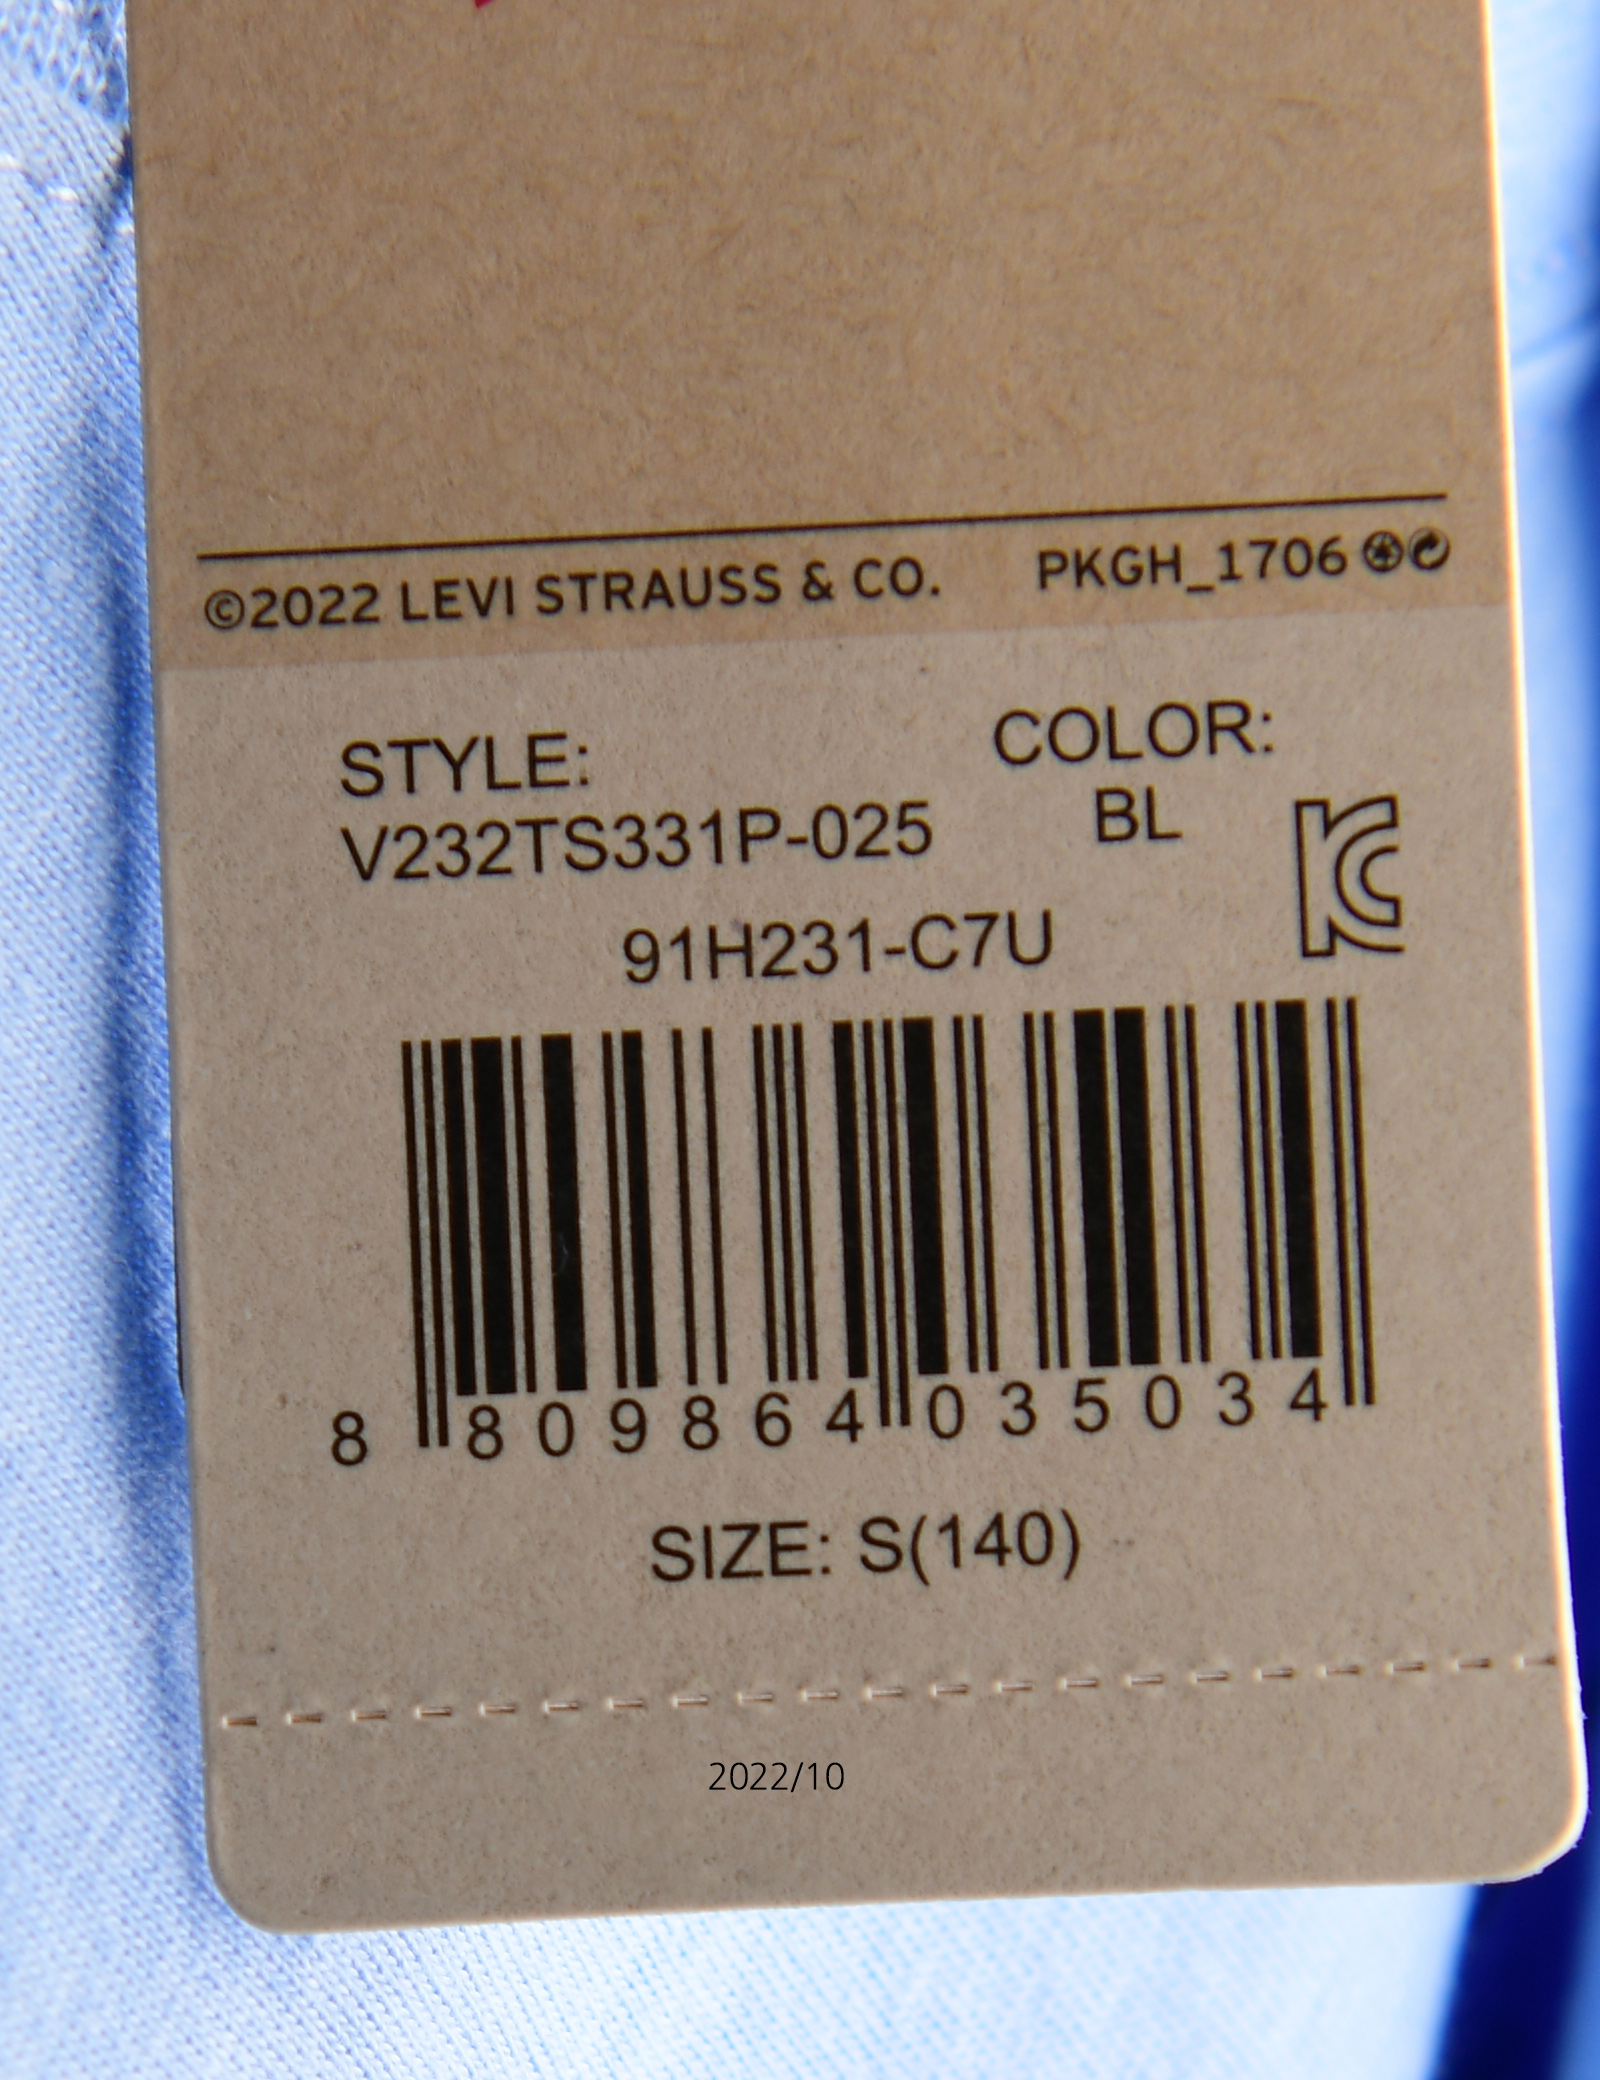 ©2022 LEVI STRAUSS & CO. PKGH_1706
STYLE: COLOR:
V232TS331P-025 BL
91H231-C7U
8 809864 035034
SIZE: S(140)
2022/10